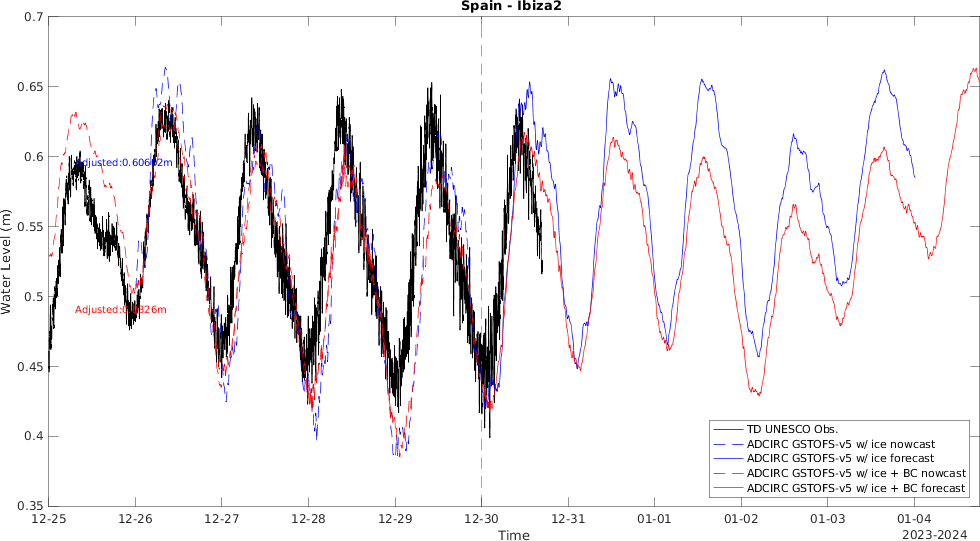 Spain - Ibiza2
0.7
0.65
0.6
0.55
0.5
0.45
0.4
0.35
Water Level (m)
Adjusted:0.60602m
TD UNESCO Obs.
ADCIRC GSTOFS-v5 w/ ice nowcast
ADCIRC GSTOFS-v5 w/ ice forecast
ADCIRC GSTOFS-v5 w/ ice + BC nowcast
ADCIRC GSTOFS-v5 w/ ice + BC forecast
12-25 12-26 12-27 12-28 12-29 12-30 12-31 01-01 01-02 01-03 01-04
Time
2023-2024